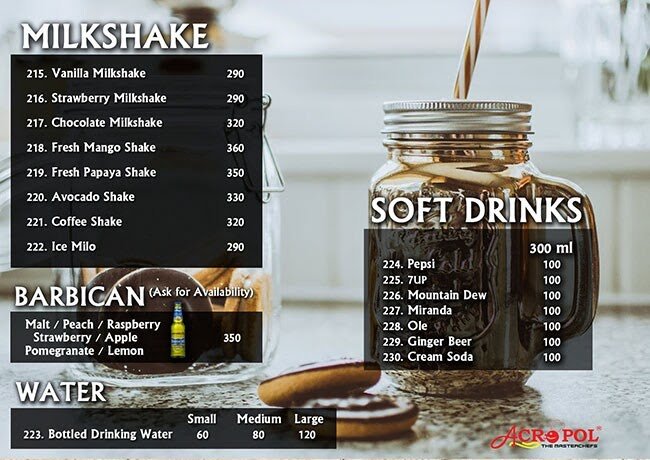 MILKSHAKE
215. Vanilla Milkshake 290
216. Strawberry Milkshake 290
217. Chocolate Milkshake 320
218. Fresh Mango Shake 360
219. Fresh Papaya Shake 350
220. Avocado Shake 330
221. Coffee Shake 320
222. Ice Milo 290
BARBICAN (Ask for Availability)
Malt / Peach / Raspberry
Strawberry / Apple 350
Pomegranate / Lemon
WATER
Small Medium Large
223. Bottled Drinking Water 60 80 120
SOFT DRINKS
300 ml
224. Pepsi 100
225. 7UP 100
226. Mountain Dew 100
227. Miranda 100
228. Ole 100
229. Ginger Beer 100
230. Cream Soda 100
ACROPOL®
THE MASTERCHEFS